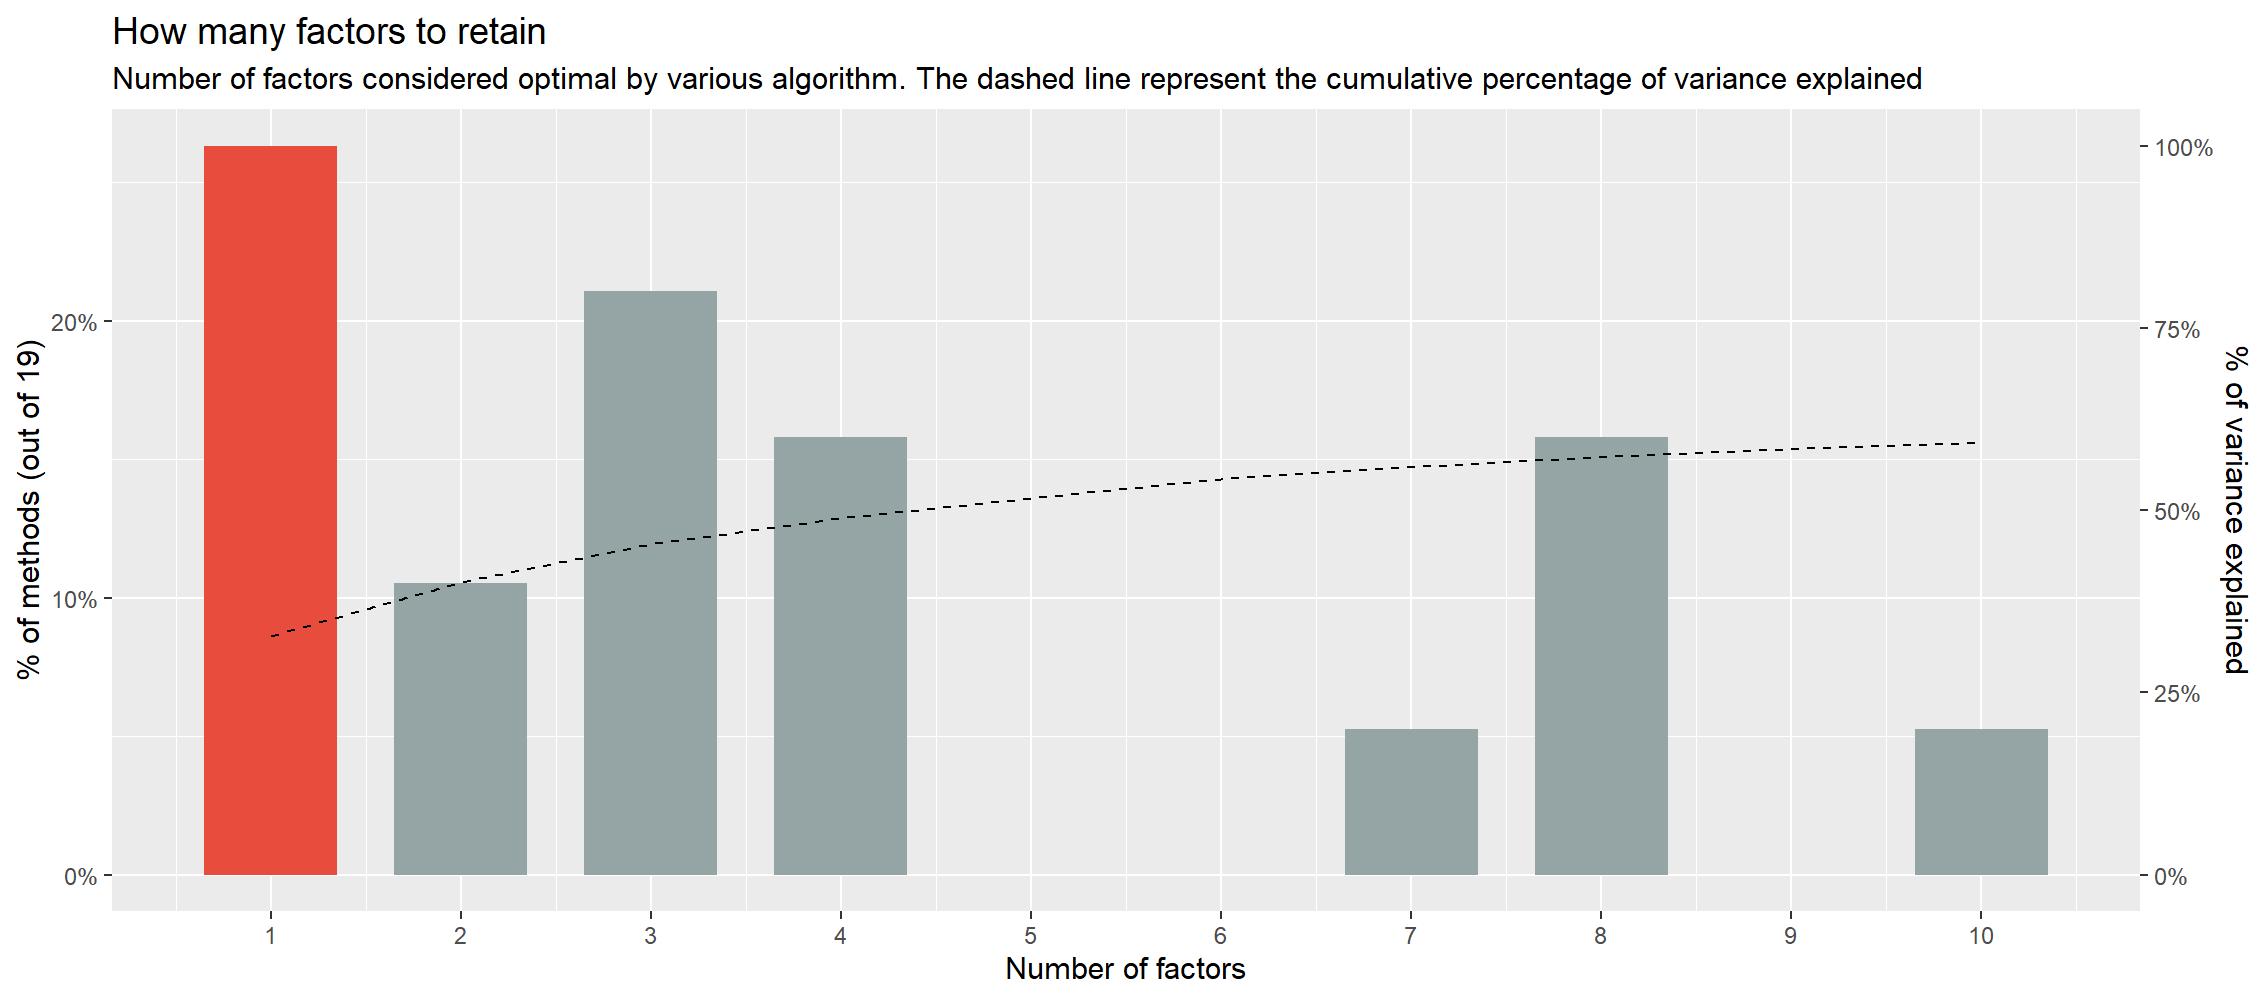 How many factors to retain
Number of factors considered optimal by various algorithm. The dashed line represent the cumulative percentage of variance explained
% of methods (out of 19)
20%
10%
0%
100%
75%
50%
25%
0%
% of variance explained
1 2 3 4 5 6 7 8 9 10
Number of factors